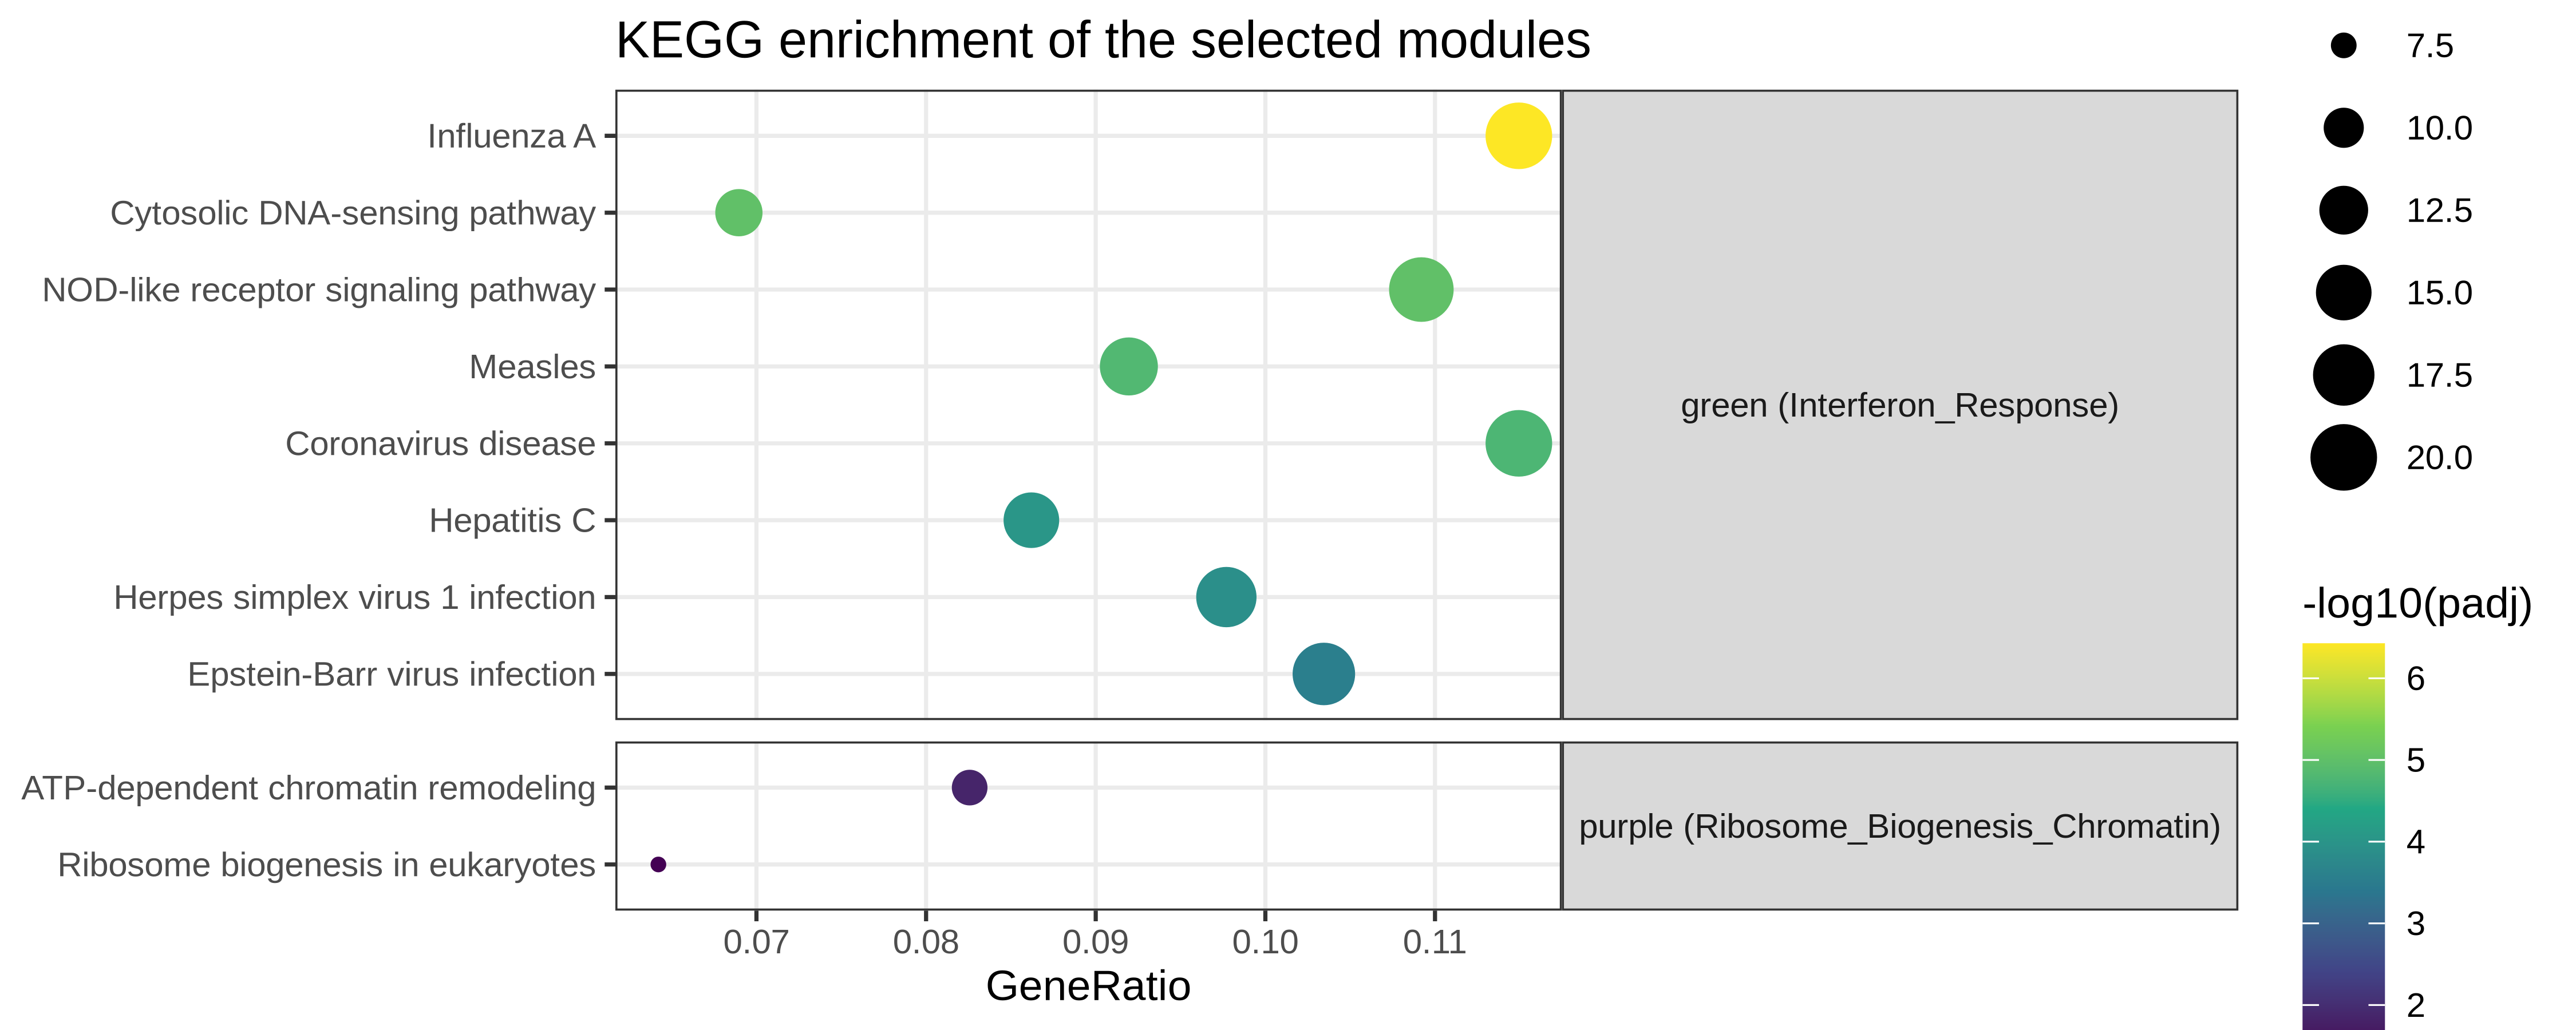 KEGG enrichment of the selected modules
Influenza A
Cytosolic DNA-sensing pathway
NOD-like receptor signaling pathway
Measles
Coronavirus disease
Hepatitis C
Herpes simplex virus 1 infection
Epstein-Barr virus infection
green (Interferon_Response)
ATP-dependent chromatin remodeling
Ribosome biogenesis in eukaryotes
purple (Ribosome_Biogenesis_Chromatin)
0.07 0.08 0.09 0.10 0.11
GeneRatio
7.5
10.0
12.5
15.0
17.5
20.0
-log10(padj)
6
5
4
3
2